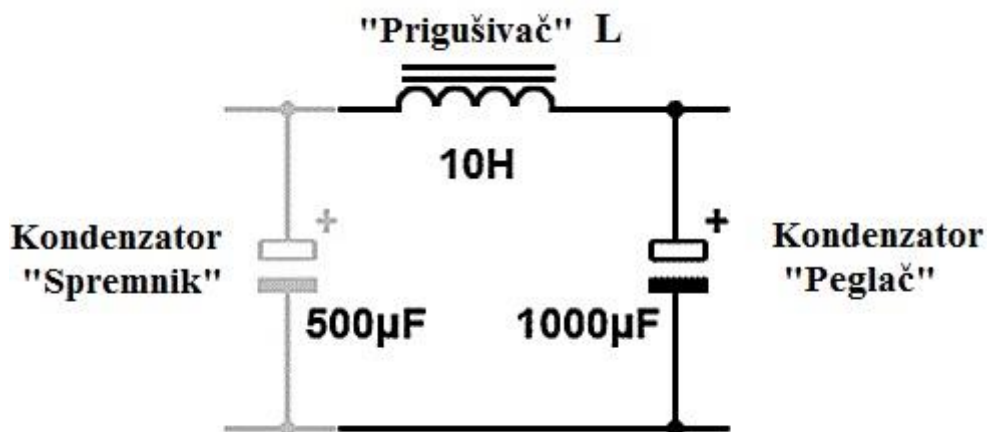 "Prigušivač" L
10H
+
+
Kondenzator
"Spremnik"
500µF
1000µF
Kondenzator
"Peglač"